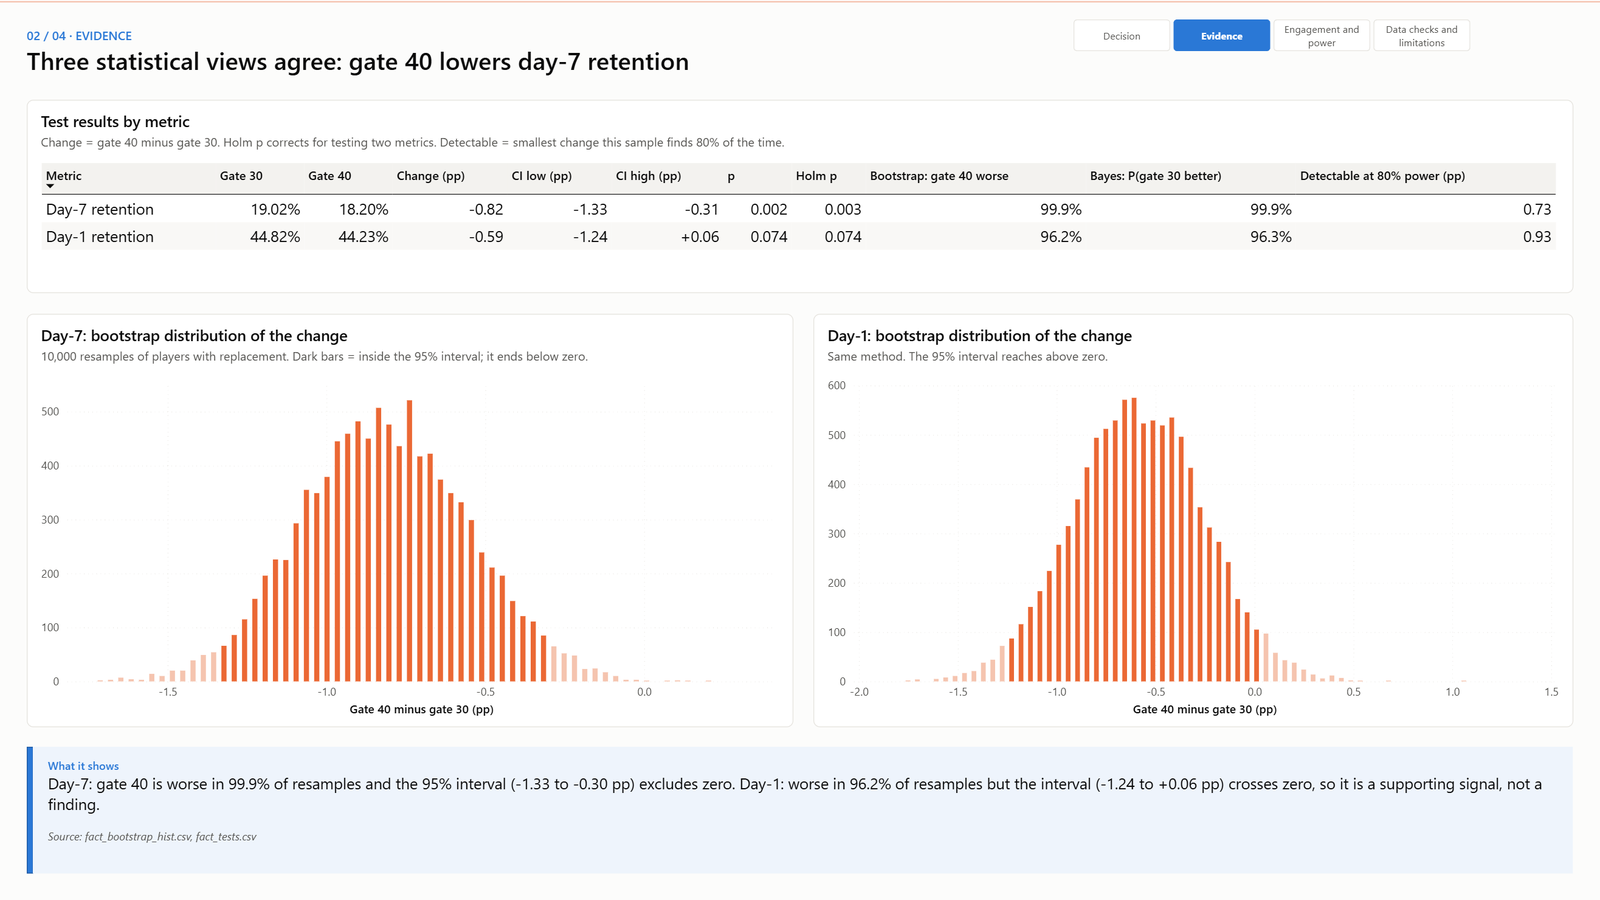 02 / 04 · EVIDENCE
Three statistical views agree: gate 40 lowers day-7 retention
Decision
Evidence
Engagement and
power
Data checks and
limitations
Test results by metric
Change = gate 40 minus gate 30. Holm p corrects for testing two metrics. Detectable = smallest change this sample finds 80% of the time.
Metric Gate 30 Gate 40 Change (pp) CI low (pp) CI high (pp) p Holm p Bootstrap: gate 40 worse Bayes: P(gate 30 better) Detectable at 80% power (pp)
Day-7 retention 19.02% 18.20% -0.82 -1.33 -0.31 0.002 0.003 99.9% 99.9% 0.73
Day-1 retention 44.82% 44.23% -0.59 -1.24 +0.06 0.074 0.074 96.2% 96.3% 0.93
Day-7: bootstrap distribution of the change
10,000 resamples of players with replacement. Dark bars = inside the 95% interval; it ends below zero.
500
400
300
200
100
0
-1.5 -1.0 -0.5 0.0
Gate 40 minus gate 30 (pp)
Day-1: bootstrap distribution of the change
Same method. The 95% interval reaches above zero.
600
500
400
300
200
100
0
-2.0 -1.5 -1.0 -0.5 0.0 0.5 1.0 1.5
Gate 40 minus gate 30 (pp)
What it shows
Day-7: gate 40 is worse in 99.9% of resamples and the 95% interval (-1.33 to -0.30 pp) excludes zero. Day-1: worse in 96.2% of resamples but the interval (-1.24 to +0.06 pp) crosses zero, so it is a supporting signal, not a
finding.
Source: fact_bootstrap_hist.csv, fact_tests.csv